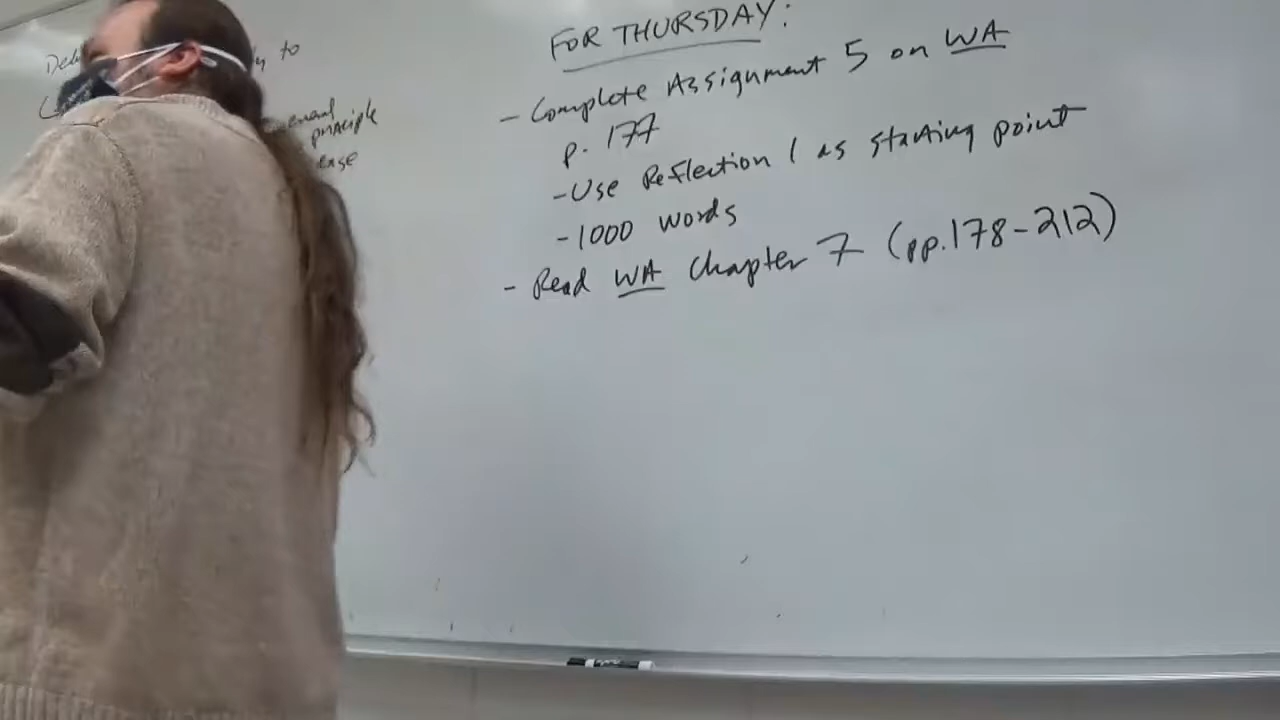 to
principle
FOR THURSDAY:
- Complete Assignment 5 on WA
p. 177
- Use Reflection 1 as starting point
- 1000 words
- Read WA Chapter 7 (pp. 178-212)